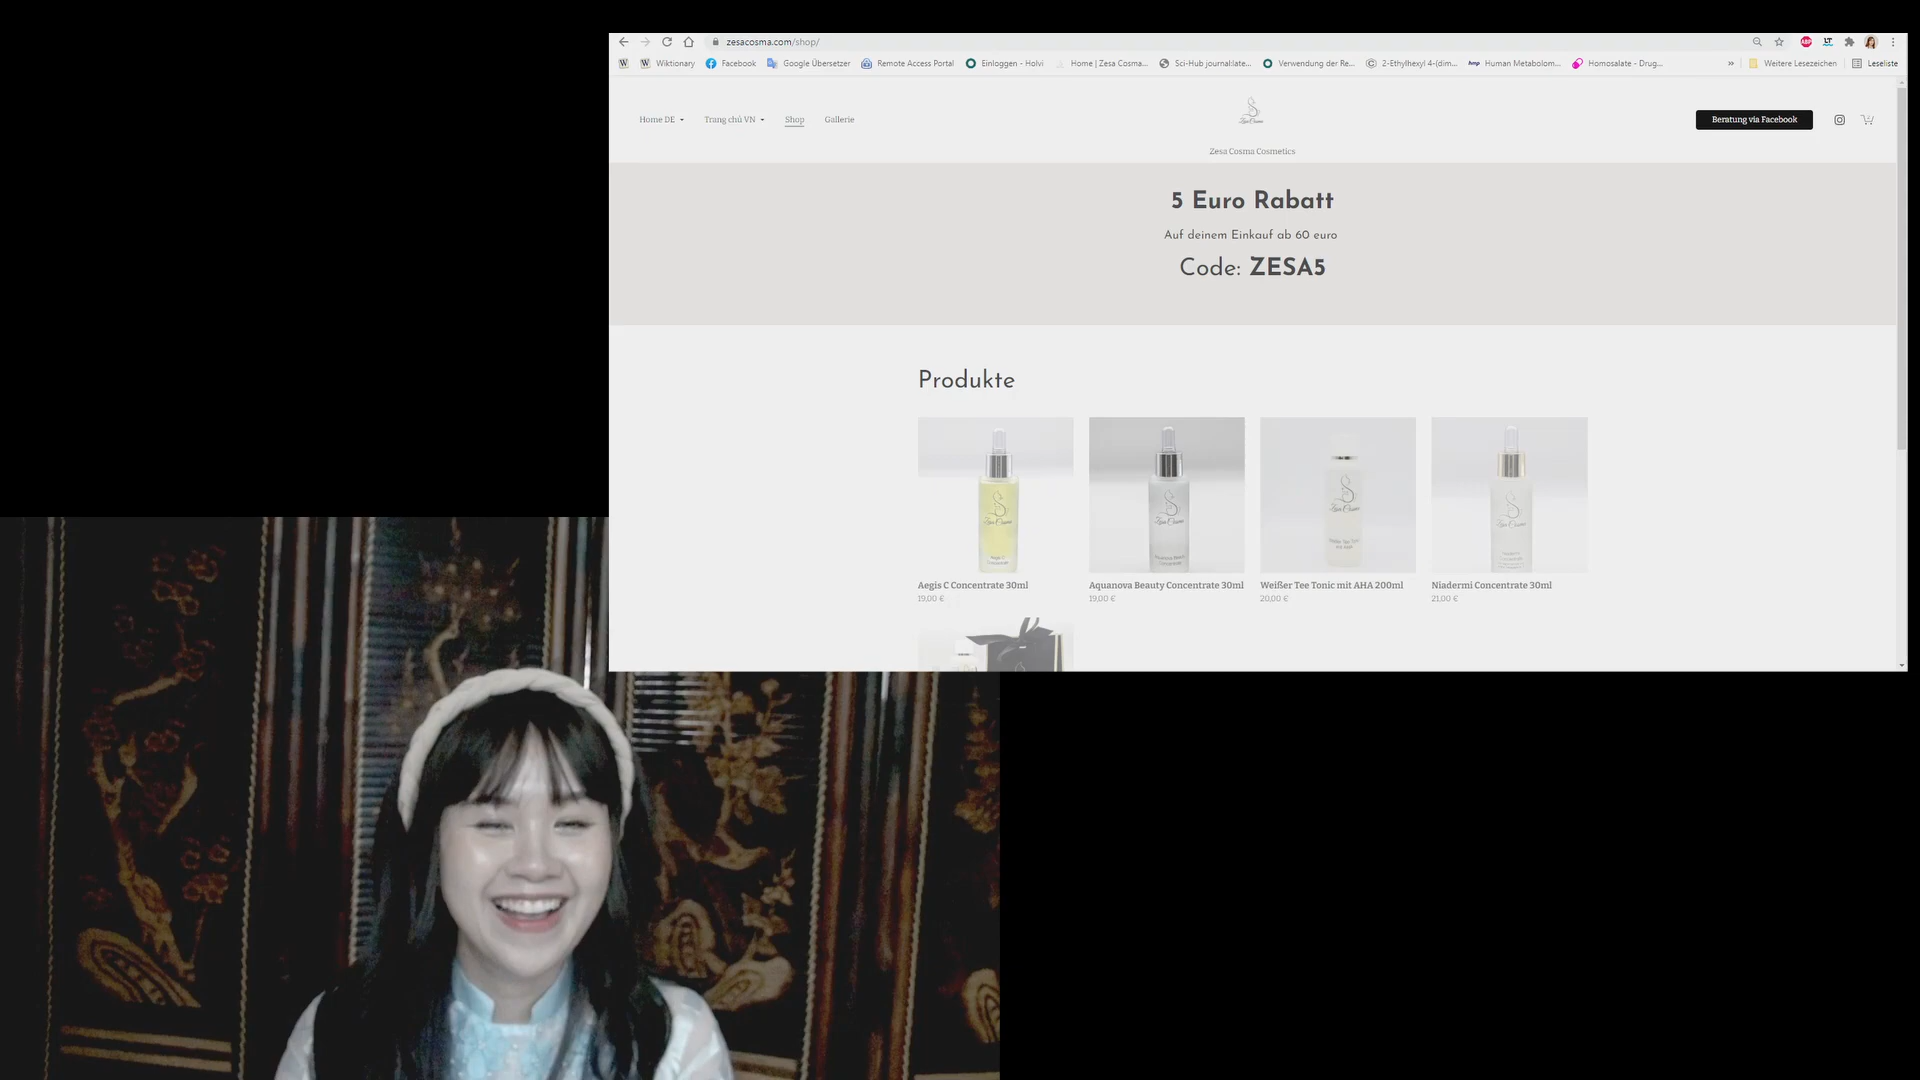 zesacosma.com/shop/
Wiktionary Facebook Google Übersetzer Remote Access Portal Einloggen - Holvi Home | Zesa Cosma... Sci-Hub journal:late... Verwendung der Re... 2-Ethylhexyl 4-(dim... hmp Human Metabolom... Homosalate - Drug... » Weitere Lesezeichen Leseliste
Home DE Trang chủ VN Shop Gallerie
Zesa Cosma Cosmetics
Beratung via Facebook
5 Euro Rabatt
Auf deinem Einkauf ab 60 euro
Code: ZESA5
Produkte
Aegis C Concentrate 30ml
19,00 €
Aquanova Beauty Concentrate 30ml
19,00 €
Weißer Tee Tonic mit AHA 200ml
20,00 €
Niadermi Concentrate 30ml
21,00 €